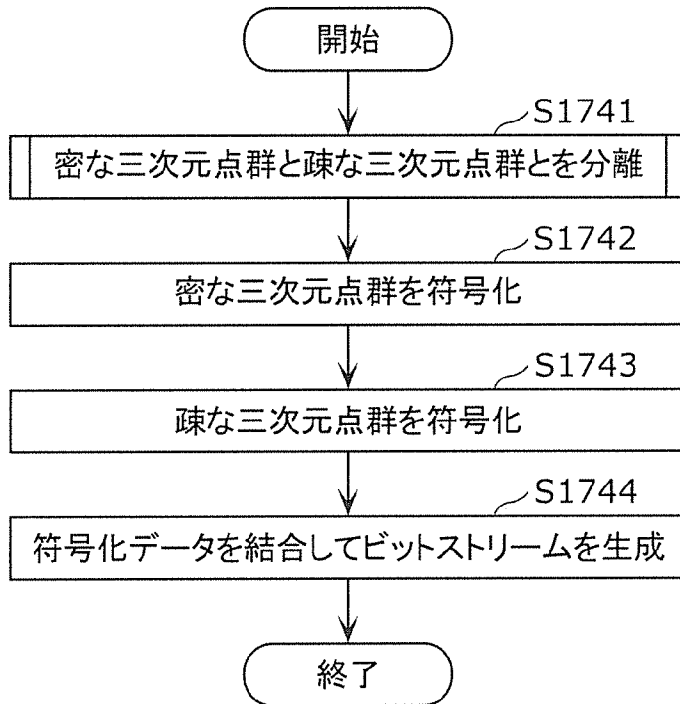 開始
S1741
密な三次元点群と疎な三次元点群とを分離
S1742
密な三次元点群を符号化
S1743
疎な三次元点群を符号化
S1744
符号化データを結合してビットストリームを生成
終了